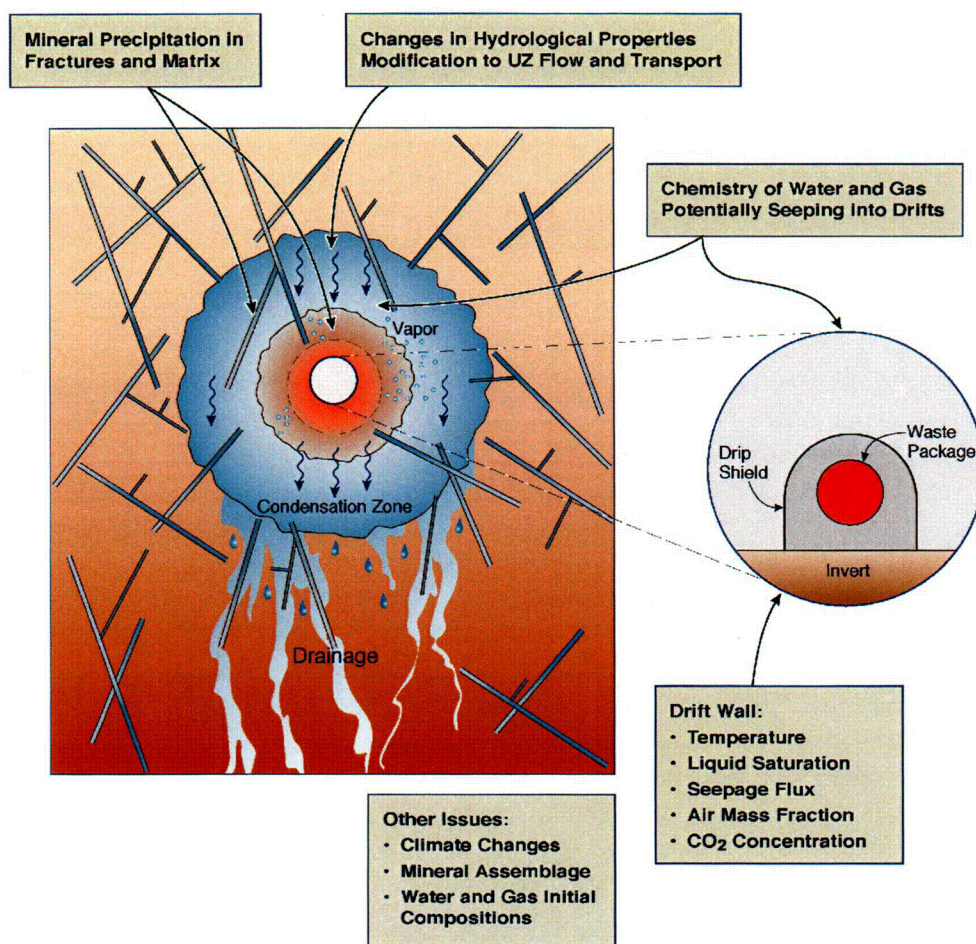 Mineral Precipitation in
Fractures and Matrix
Changes in Hydrological Properties
Modification to UZ Flow and Transport
Chemistry of Water and Gas
Potentially Seeping into Drifts
Vapor
Condensation Zone
Drainage
Waste
Package
Drip
Shield
Invert
Drift Wall:
· Temperature
· Liquid Saturation
· Seepage Flux
· Air Mass Fraction
· CO₂ Concentration
Other Issues:
· Climate Changes
· Mineral Assemblage
· Water and Gas Initial
Compositions